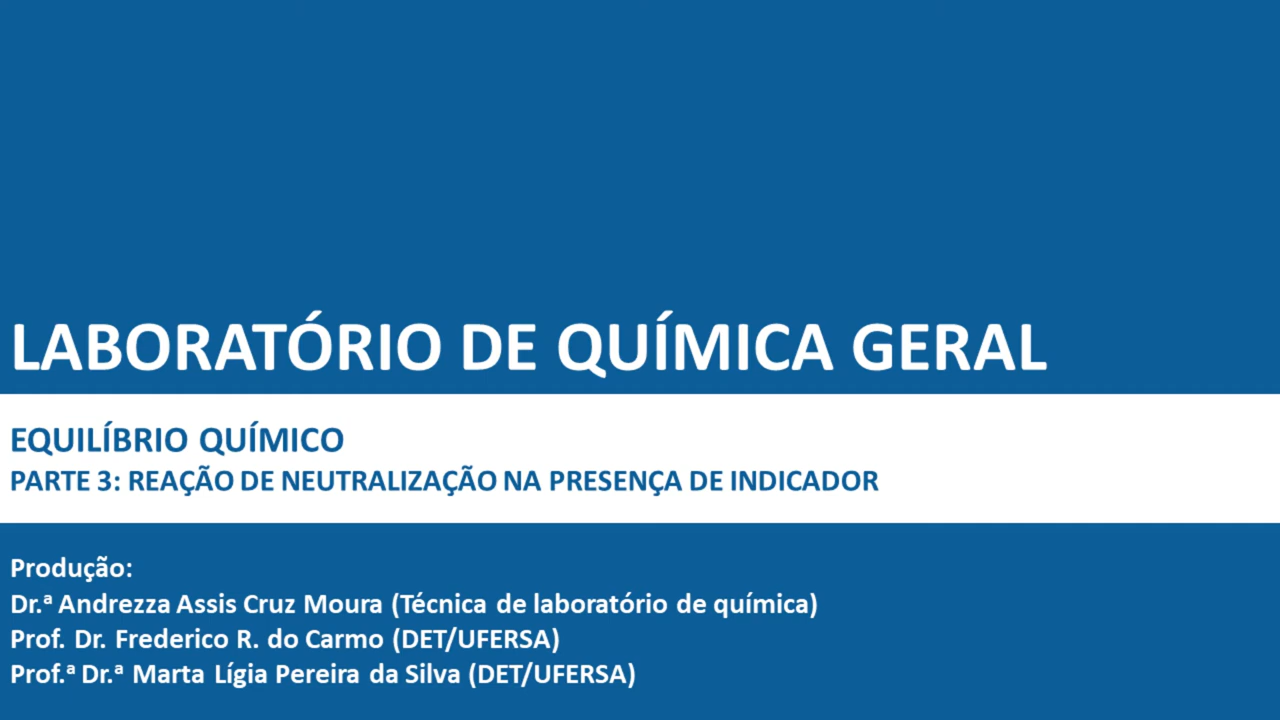 LABORATÓRIO DE QUÍMICA GERAL
EQUILÍBRIO QUÍMICO
PARTE 3: REAÇÃO DE NEUTRALIZAÇÃO NA PRESENÇA DE INDICADOR
Produção:
Dr.ª Andrezza Assis Cruz Moura (Técnica de laboratório de química)
Prof. Dr. Frederico R. do Carmo (DET/UFERSA)
Prof.ª Dr.ª Marta Lígia Pereira da Silva (DET/UFERSA)